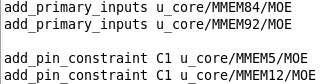 add_primary_inputs u_core/MMEM84/MOE
add_primary_inputs u_core/MMEM92/MOE
add_pin_constraint C1 u_core/MMEM5/MOE
add_pin_constraint C1 u_core/MMEM12/MOE